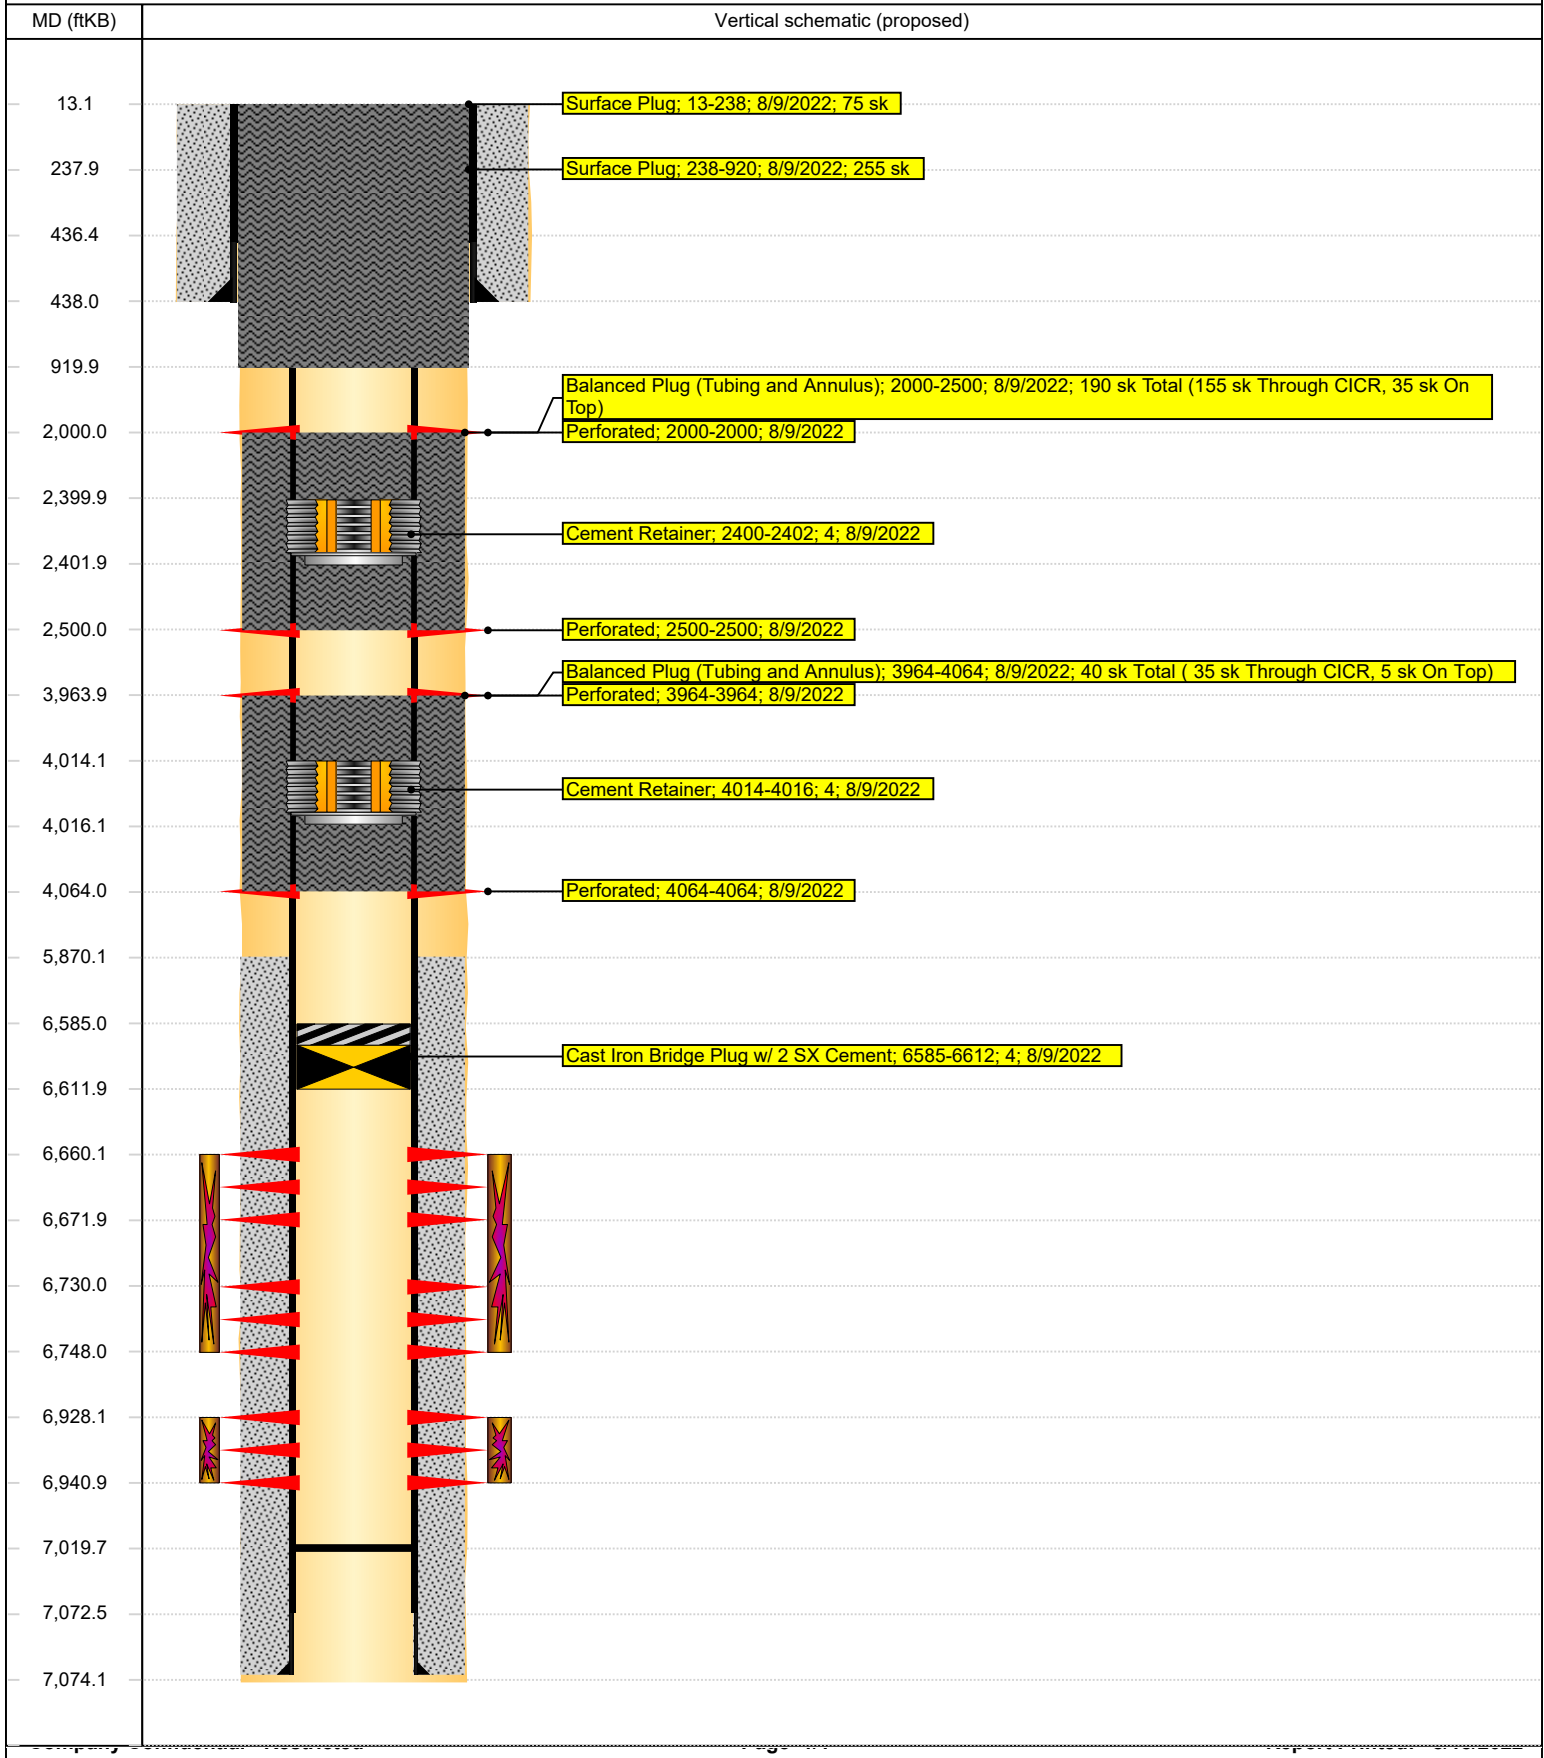 MD (ftKB)
Vertical schematic (proposed)
13.1
Surface Plug; 13-238; 8/9/2022; 75 sk
237.9
Surface Plug; 238-920; 8/9/2022; 255 sk
436.4
438.0
919.9
Balanced Plug (Tubing and Annulus); 2000-2500; 8/9/2022; 190 sk Total (155 sk Through CICR, 35 sk On
Top)
2,000.0
Perforated; 2000-2000; 8/9/2022
2,399.9
Cement Retainer; 2400-2402; 4; 8/9/2022
2,401.9
2,500.0
Perforated; 2500-2500; 8/9/2022
Balanced Plug (Tubing and Annulus); 3964-4064; 8/9/2022; 40 sk Total ( 35 sk Through CICR, 5 sk On Top)
3,963.9
Perforated; 3964-3964; 8/9/2022
4,014.1
Cement Retainer; 4014-4016; 4; 8/9/2022
4,016.1
4,064.0
Perforated; 4064-4064; 8/9/2022
5,870.1
6,585.0
Cast Iron Bridge Plug w/ 2 SX Cement; 6585-6612; 4; 8/9/2022
6,611.9
6,660.1
6,671.9
6,730.0
6,748.0
6,928.1
6,940.9
7,019.7
7,072.5
7,074.1